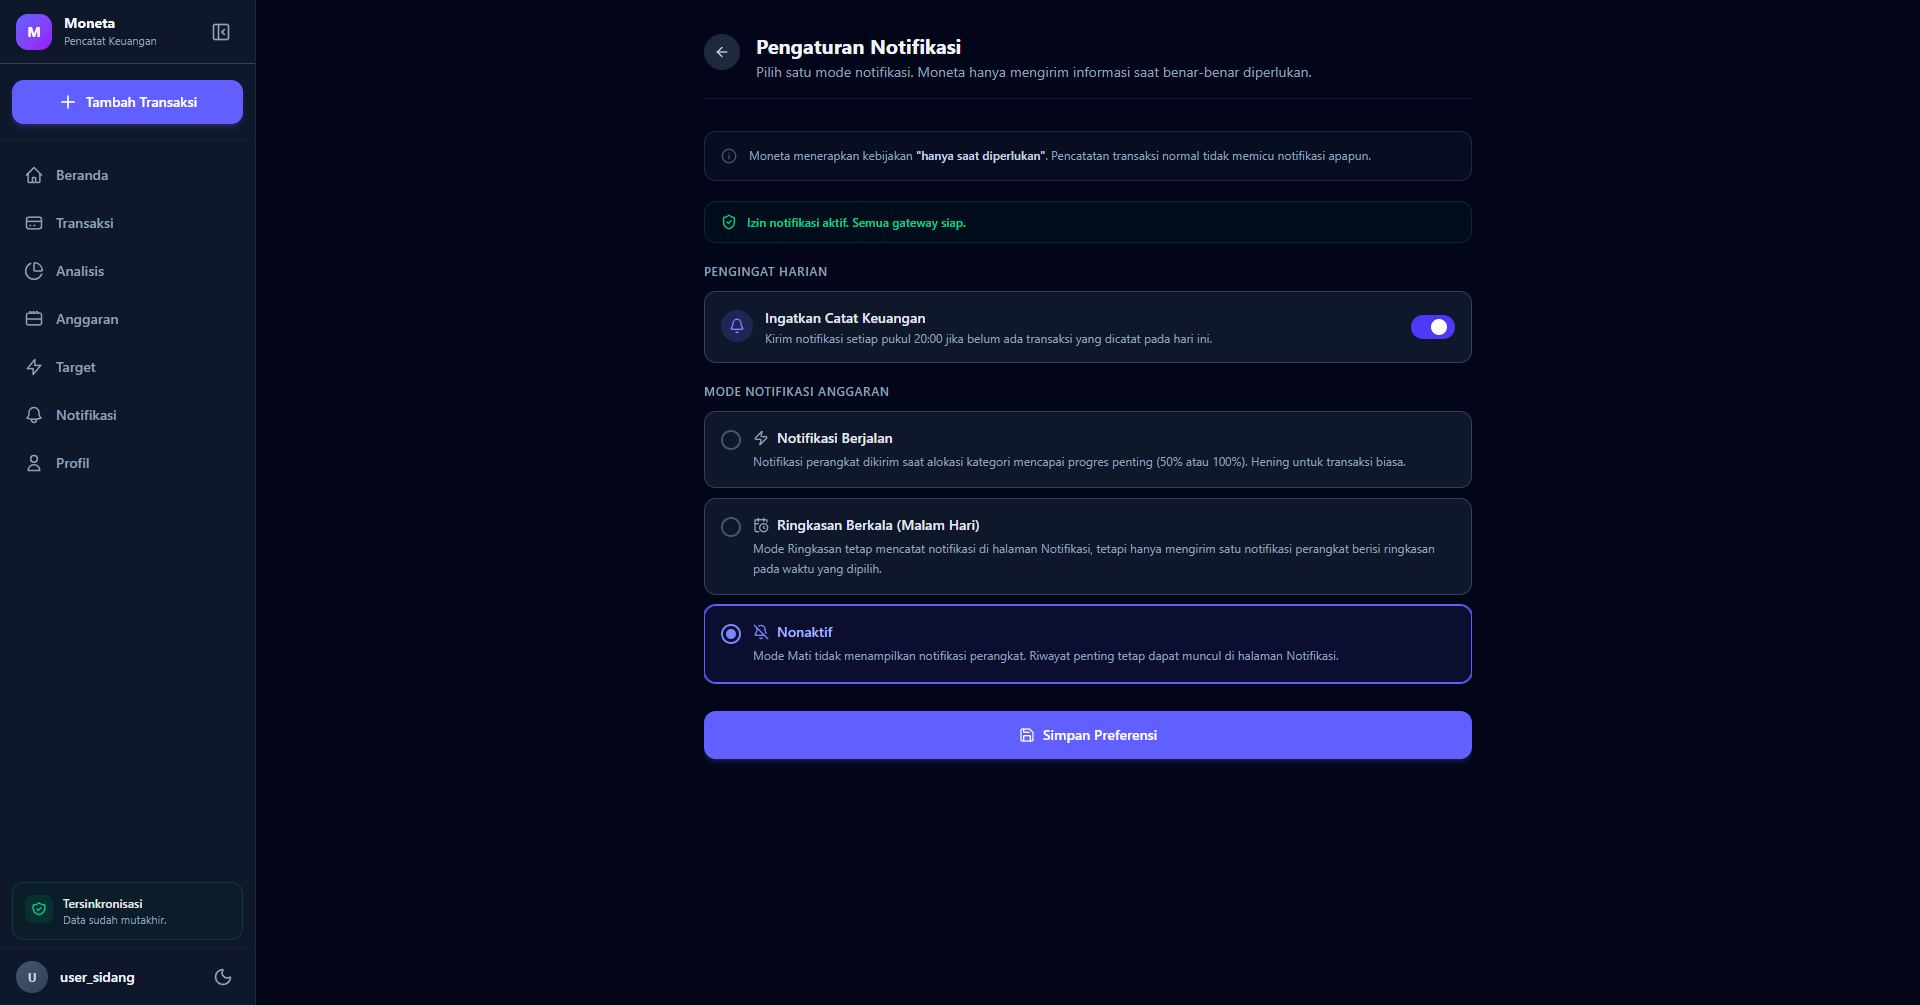 M
Moneta
Pencatat Keuangan
Tambah Transaksi
Beranda
Transaksi
Analisis
Anggaran
Target
Notifikasi
Profil
Tersinkronisasi
Data sudah mutakhir.
U
user_sidang
Pengaturan Notifikasi
Pilih satu mode notifikasi. Moneta hanya mengirim informasi saat benar-benar diperlukan.
Moneta menerapkan kebijakan "hanya saat diperlukan". Pencatatan transaksi normal tidak memicu notifikasi apapun.
Izin notifikasi aktif. Semua gateway siap.
PENGINGAT HARIAN
Ingatkan Catat Keuangan
Kirim notifikasi setiap pukul 20:00 jika belum ada transaksi yang dicatat pada hari ini.
MODE NOTIFIKASI ANGGARAN
Notifikasi Berjalan
Notifikasi perangkat dikirim saat alokasi kategori mencapai progres penting (50% atau 100%). Hening untuk transaksi biasa.
Ringkasan Berkala (Malam Hari)
Mode Ringkasan tetap mencatat notifikasi di halaman Notifikasi, tetapi hanya mengirim satu notifikasi perangkat berisi ringkasan
pada waktu yang dipilih.
Nonaktif
Mode Mati tidak menampilkan notifikasi perangkat. Riwayat penting tetap dapat muncul di halaman Notifikasi.
Simpan Preferensi